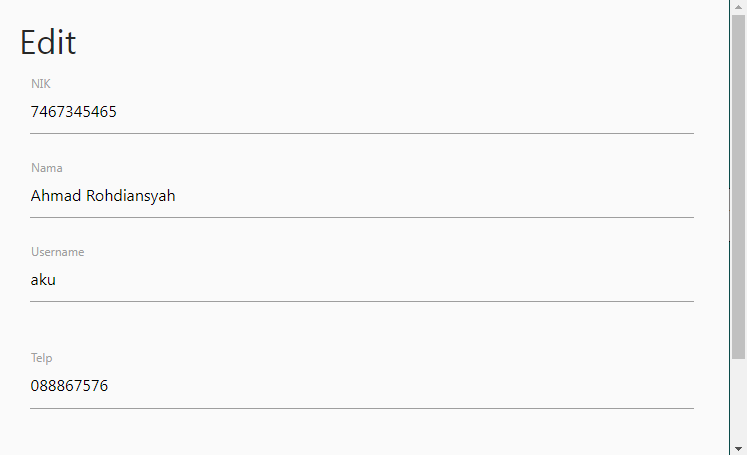 Edit
NIK
7467345465
Nama
Ahmad Rohdiansyah
Username
aku
Telp
088867576